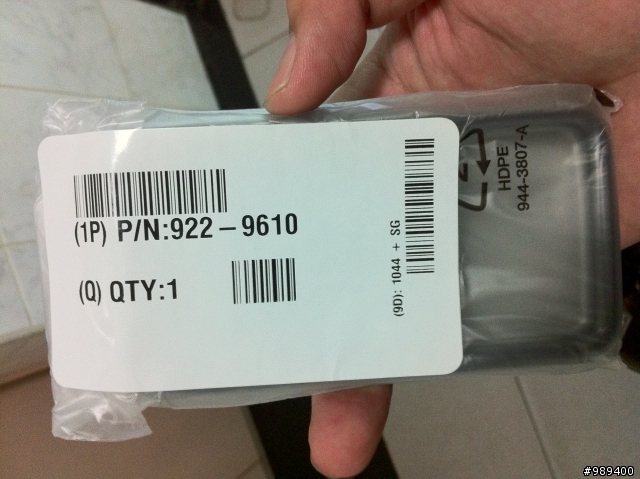 (1P) P/N:922-9610
(Q) QTY:1
(9D): 1044 + SG
HDPE
944-3807-A
#989400